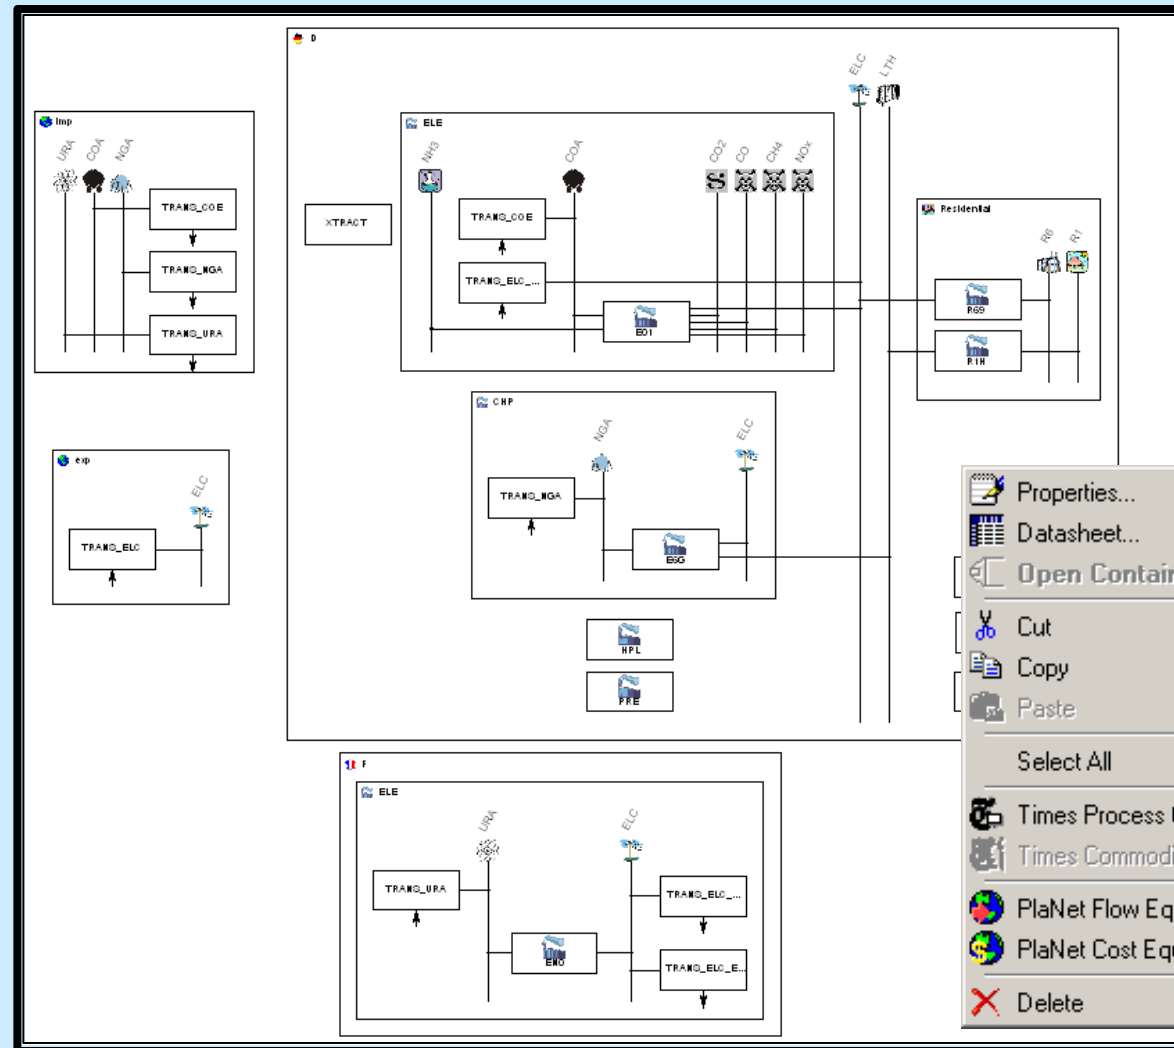 D
ELC
LTH
Imp
URA
COA
NGA
TRANS_COE
TRANS_NGA
TRANS_URA
XTRACT
ELE
NH3
COA
CO2
CO
CH4
NOx
TRANS_COE
TRANS_ELC_...
E01
Residential
R6
R1
R69
R1H
CHP
NGA
ELC
TRANS_NGA
E6G
exp
ELC
TRANS_ELC
HPL
PRE
F
ELE
URA
ELC
TRANS_URA
TRANS_ELC_...
TRANS_ELC_E...
Properties...
Datasheet...
Open Contain
Cut
Copy
Paste
Select All
Times Process
Times Commodi
PlaNet Flow Eq
PlaNet Cost Equ
Delete